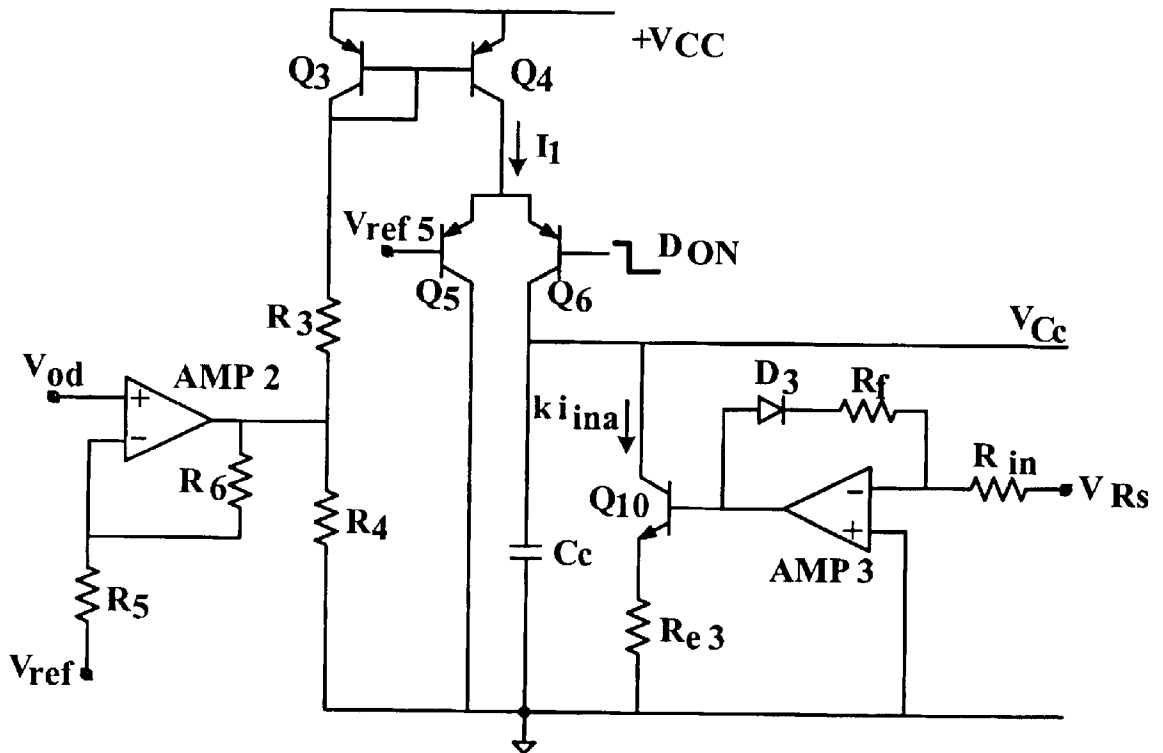 +VCC
Q3
Q4
I1
Vref 5
DON
Q5
Q6
R3
VCc
Vod
AMP 2
D3
Rf
k i ina
R in
VRs
R6
Q10
R4
Cc
AMP 3
R5
Re 3
Vref
+
−
−
+